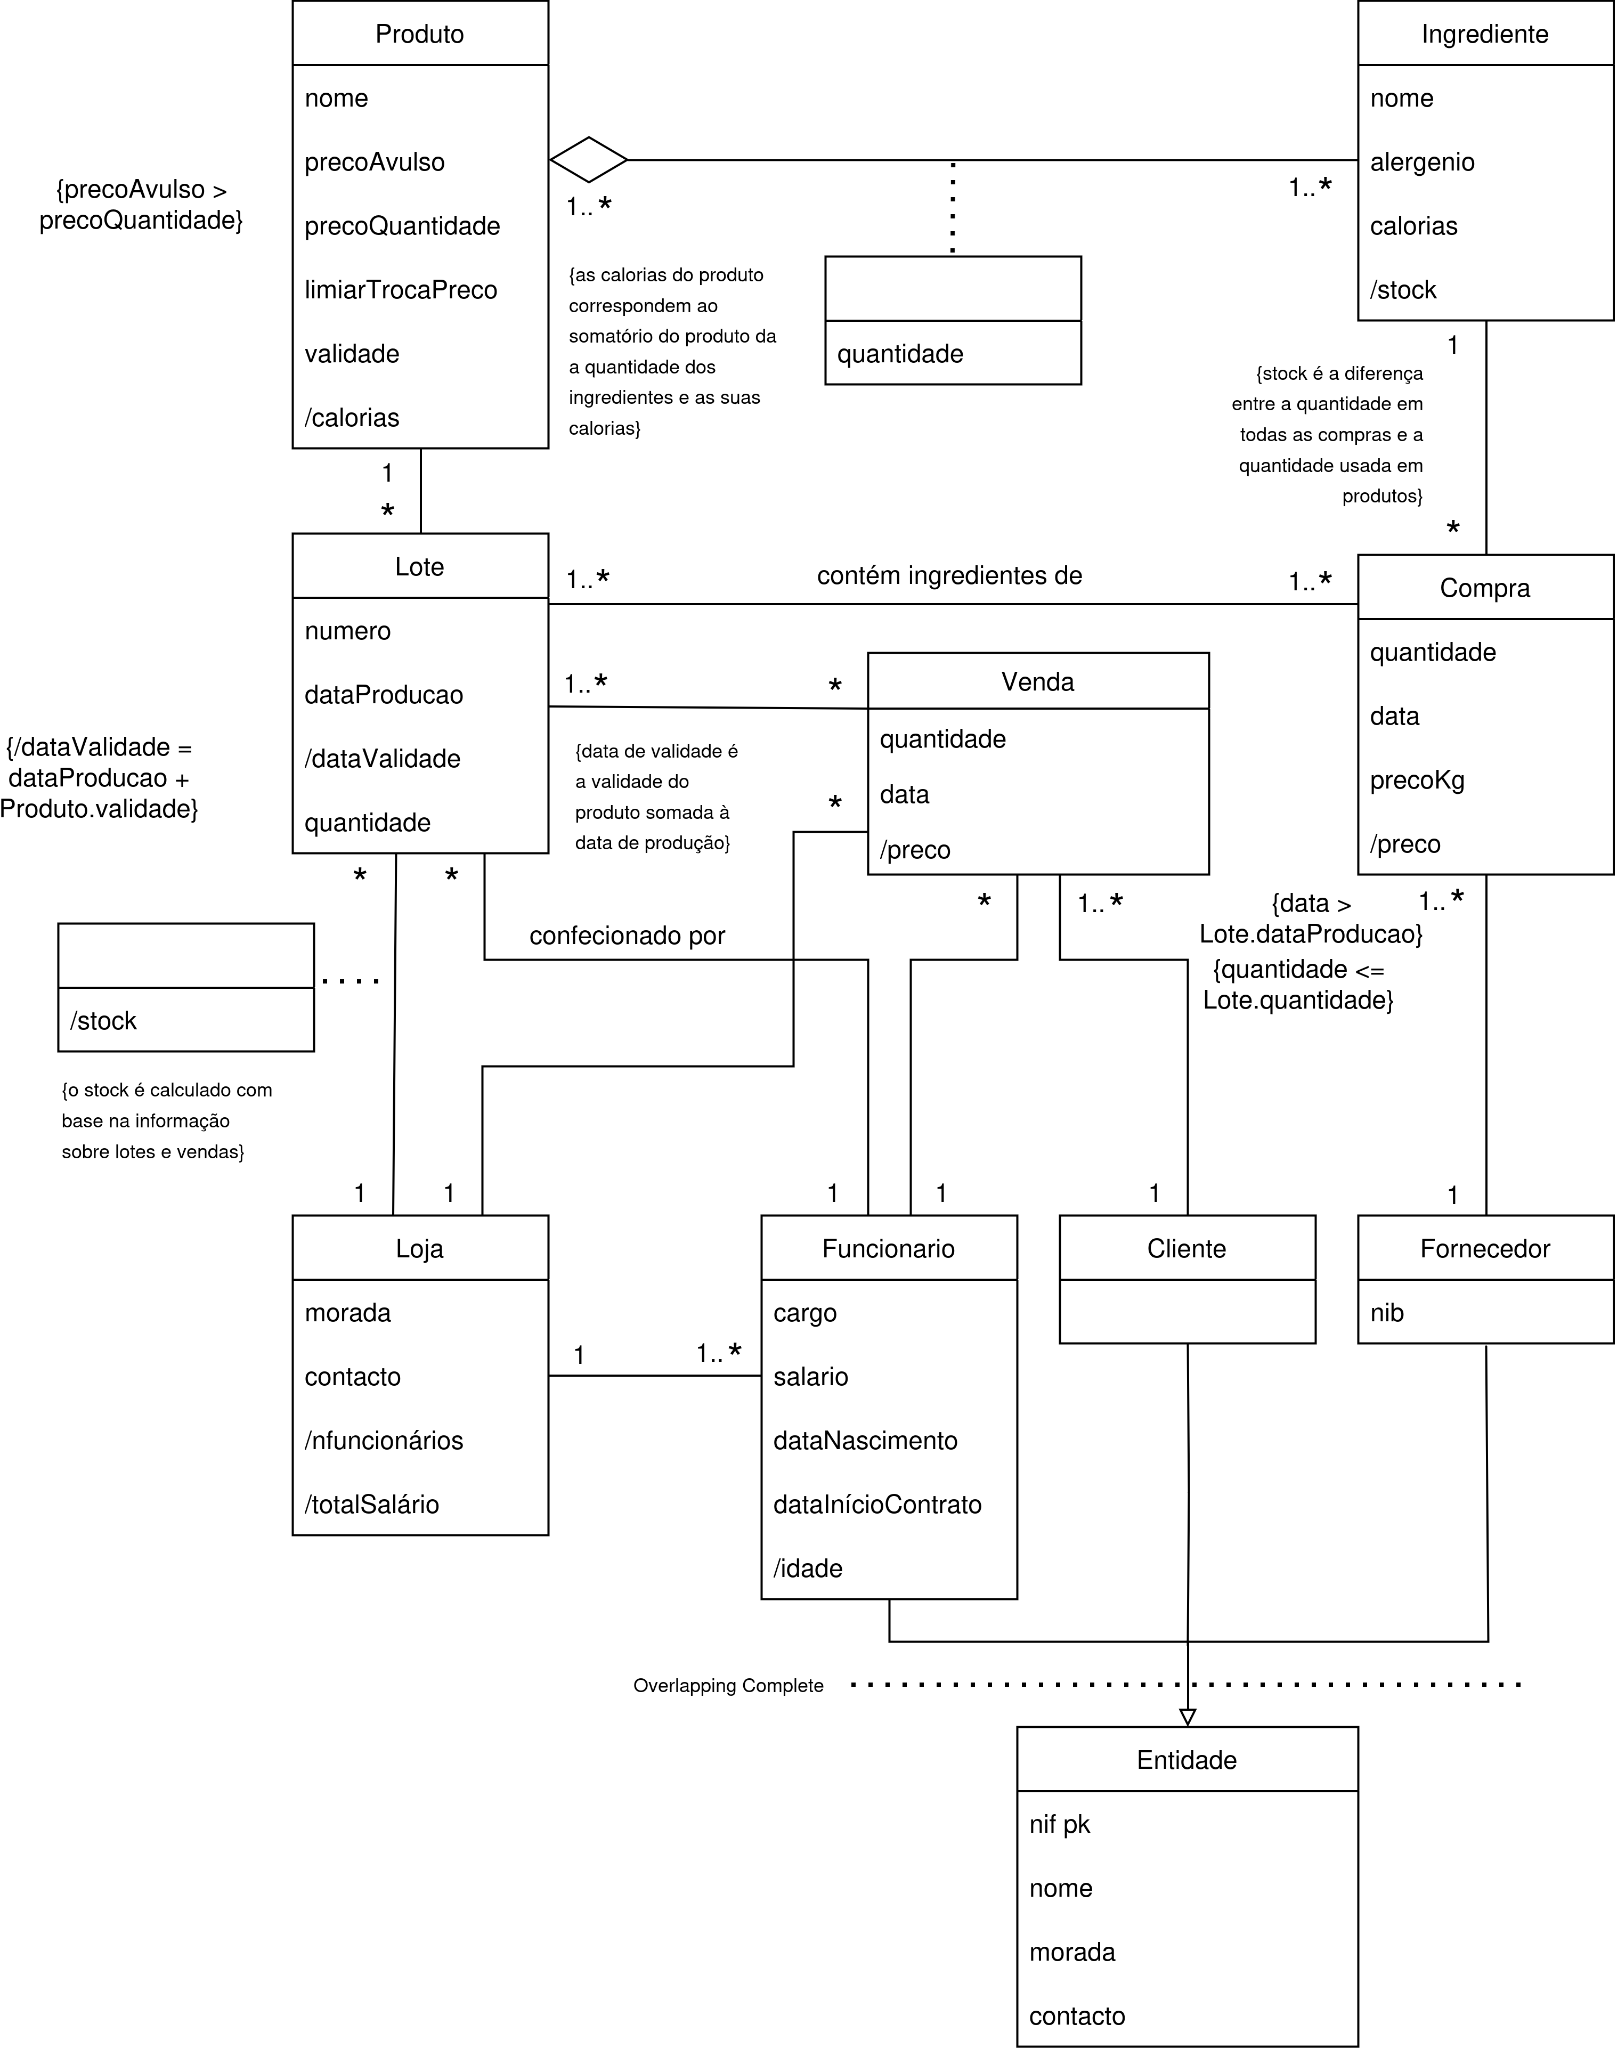 Produto
nome
precoAvulso
precoQuantidade
limiarTrocaPreco
validade
/calorias
{precoAvulso >
precoQuantidade}
1..*
1..*
Ingrediente
nome
alergenio
calorias
/stock
{as calorias do produto
correspondem ao
somatório do produto da
a quantidade dos
ingredientes e as suas
calorias}
quantidade
1
{stock é a diferença
entre a quantidade em
todas as compras e a
quantidade usada em
produtos}
*
1
*
Lote
numero
dataProducao
/dataValidade
quantidade
1..*
contém ingredientes de
1..*
Compra
quantidade
data
precoKg
/preco
1..*
*
Venda
quantidade
data
/preco
{/dataValidade =
dataProducao +
Produto.validade}
{data de validade é
a validade do
produto somada à
data de produção}
*
*
*
confecionado por
*
1..*
{data >
Lote.dataProducao}
{quantidade <=
Lote.quantidade}
1..*
/stock
{o stock é calculado com
base na informação
sobre lotes e vendas}
1
1
1
1
1
1
Loja
morada
contacto
/nfuncionários
/totalSalário
1
1..*
Funcionario
cargo
salario
dataNascimento
dataInícioContrato
/idade
Cliente
Fornecedor
nib
Overlapping Complete
Entidade
nif pk
nome
morada
contacto